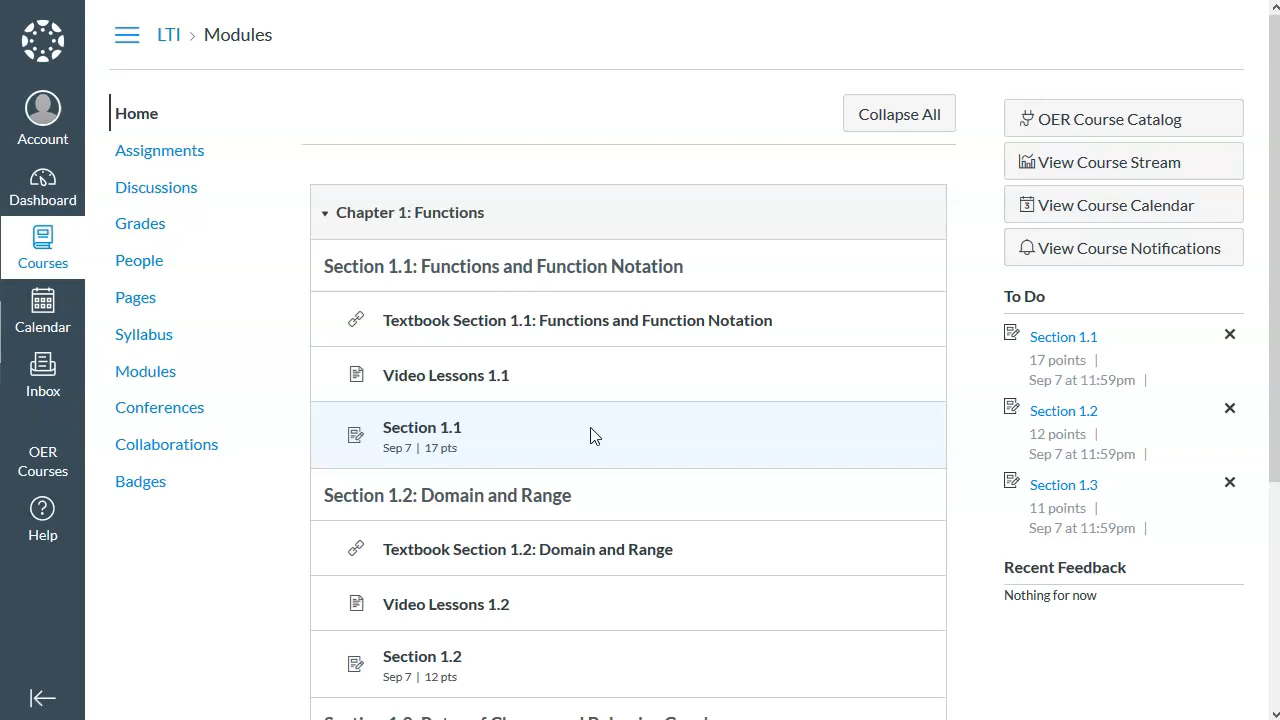 LTI › Modules
Account
Dashboard
Courses
Calendar
Inbox
OER
Courses
Help
Home
Assignments
Discussions
Grades
People
Pages
Syllabus
Modules
Conferences
Collaborations
Badges
Collapse All
Chapter 1: Functions
Section 1.1: Functions and Function Notation
Textbook Section 1.1: Functions and Function Notation
Video Lessons 1.1
Section 1.1
Sep 7 | 17 pts
Section 1.2: Domain and Range
Textbook Section 1.2: Domain and Range
Video Lessons 1.2
Section 1.2
Sep 7 | 12 pts
OER Course Catalog
View Course Stream
3 View Course Calendar
View Course Notifications
To Do
Section 1.1
17 points |
Sep 7 at 11:59pm |
Section 1.2
12 points |
Sep 7 at 11:59pm |
Section 1.3
11 points |
Sep 7 at 11:59pm |
Recent Feedback
Nothing for now